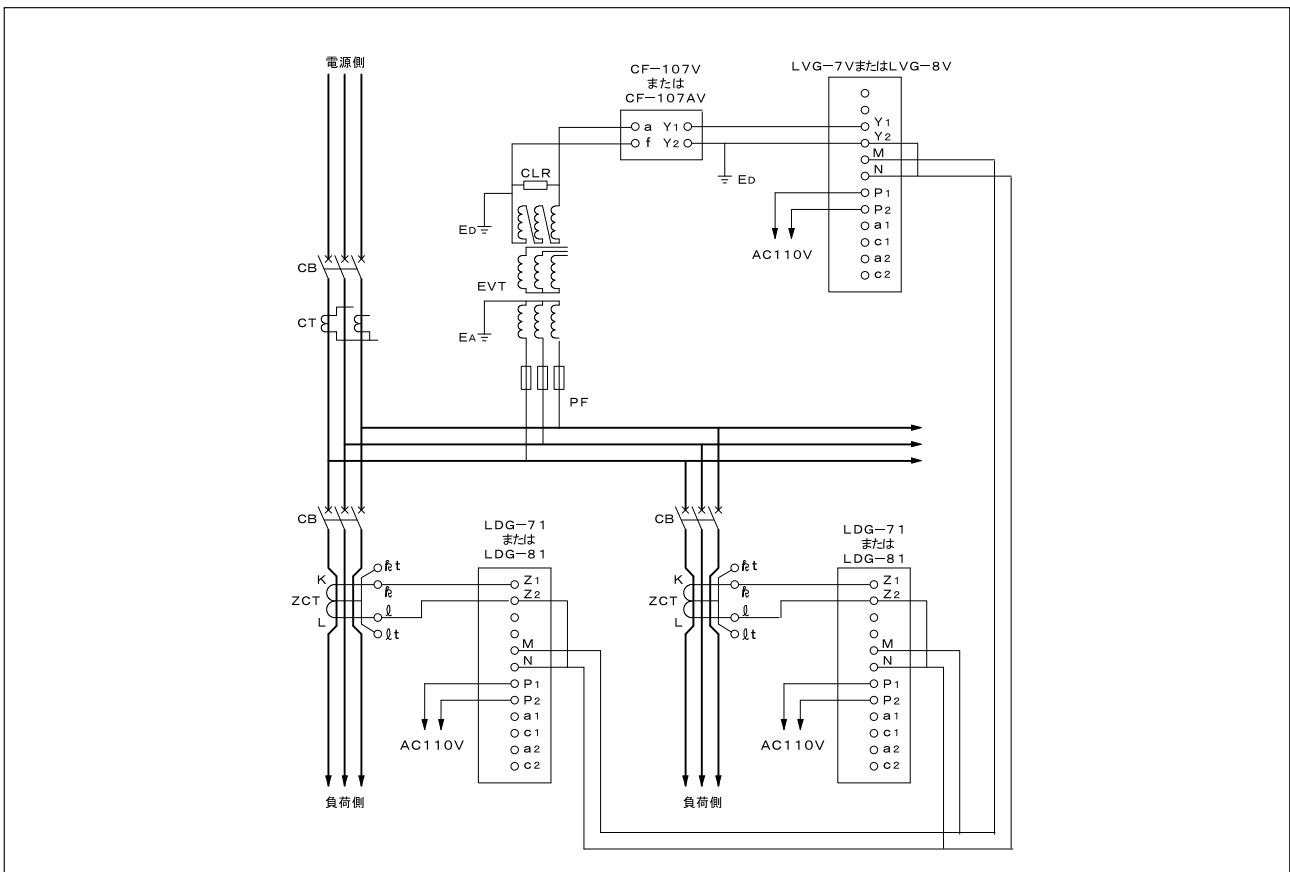 電源側
CF-107V
または
CF-107AV
a Y1
f Y2
LVG-7VまたはLVG-8V
Y1
Y2
M
N
P1
P2
a1
c1
a2
c2
AC110V
ED
CLR
ED
EVT
EA
PF
CB
CT
CB
K
ZCT
L
kt
k
l
lt
LDG-71
または
LDG-81
Z1
Z2
M
N
P1
P2
a1
c1
a2
c2
AC110V
負荷側
CB
K
ZCT
L
kt
k
l
lt
LDG-71
または
LDG-81
Z1
Z2
M
N
P1
P2
a1
c1
a2
c2
AC110V
負荷側